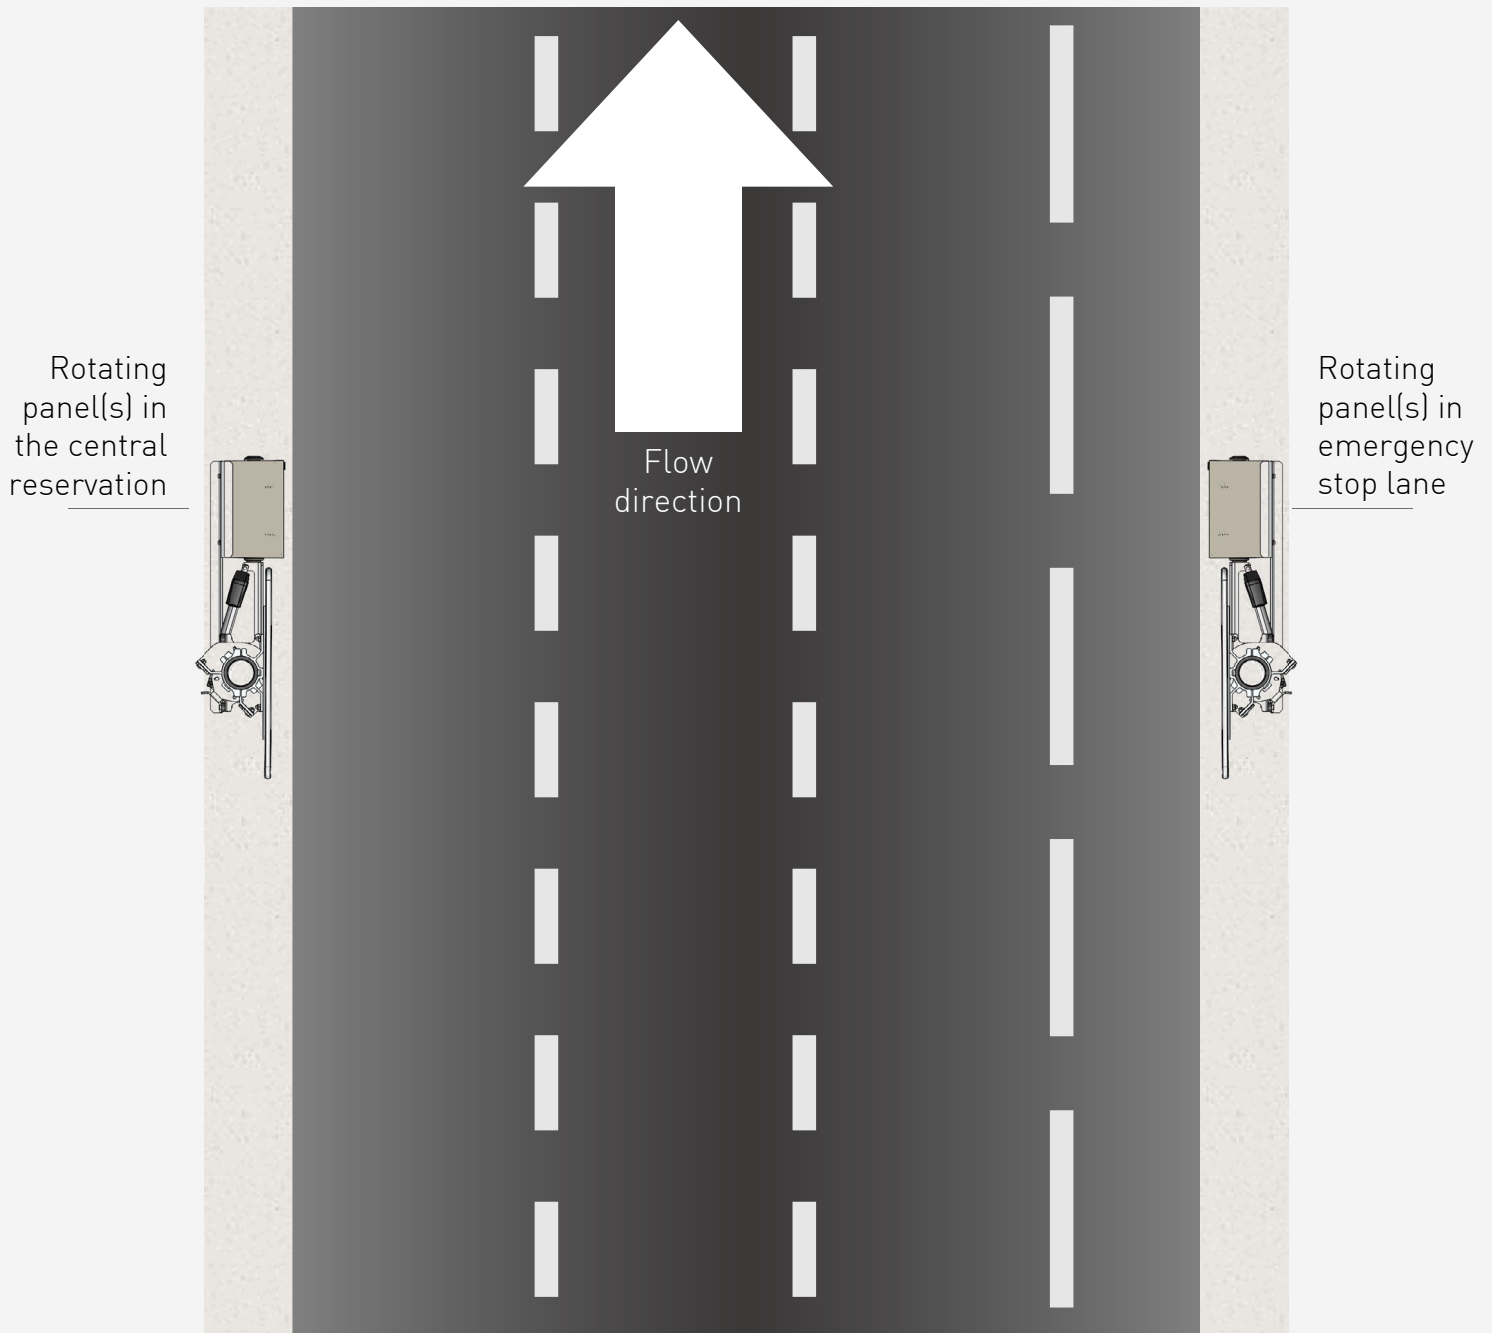 Rotating
panel(s) in
the central
reservation
Flow
direction
Rotating
panel(s) in
emergency
stop lane